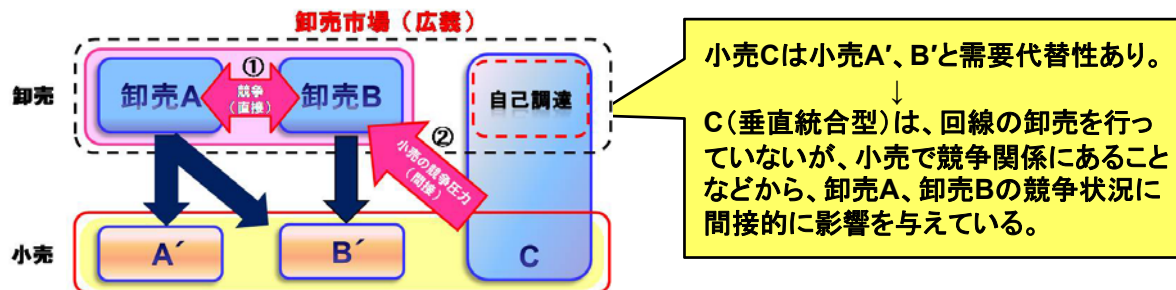 卸売市場（広義）
卸売
卸売A
①
競争
（直接）
卸売B
自己調達
②
小売の競争圧力
（間接）
小売
A´
B´
C
小売Cは小売A′、B′と需要代替性あり。
↓
C（垂直統合型）は、回線の卸売を行っ
ていないが、小売で競争関係にあること
などから、卸売A、卸売Bの競争状況に
間接的に影響を与えている。